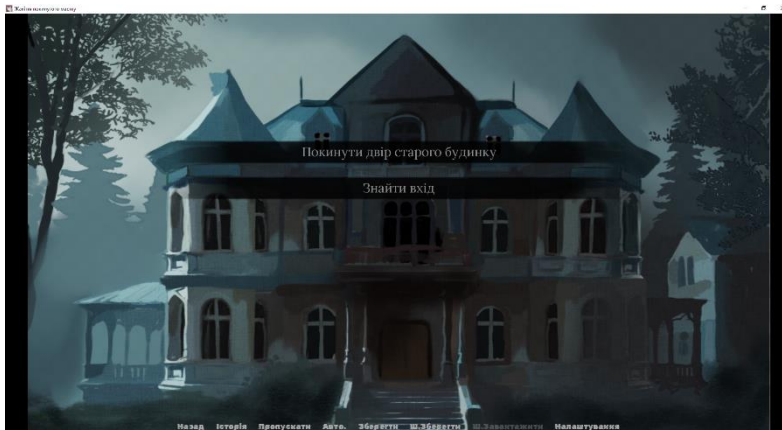 Покинути двір старого будинку
Знайти вхід
Назад Історія Пропускати Авто. Зберегти Ш.Зберегти Ш.Завантажити Налаштування